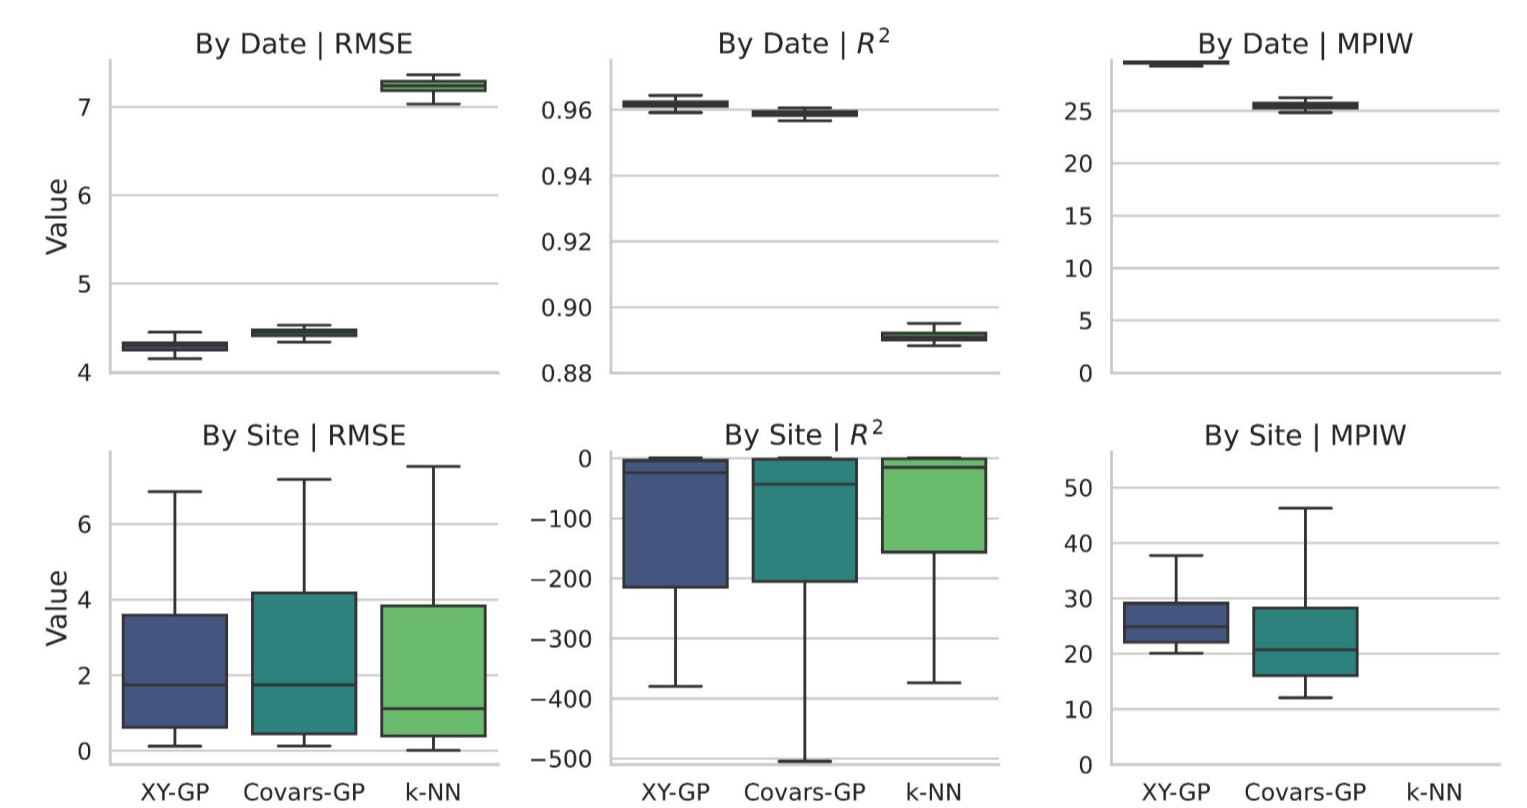 By Date | RMSE
By Date | R²
By Date | MPIW
Value
7
6
5
4
0.96
0.94
0.92
0.90
0.88
25
20
15
10
5
0
By Site | RMSE
By Site | R²
By Site | MPIW
Value
6
4
2
0
0
−100
−200
−300
−400
−500
50
40
30
20
10
0
XY-GP Covars-GP k-NN
XY-GP Covars-GP k-NN
XY-GP Covars-GP k-NN